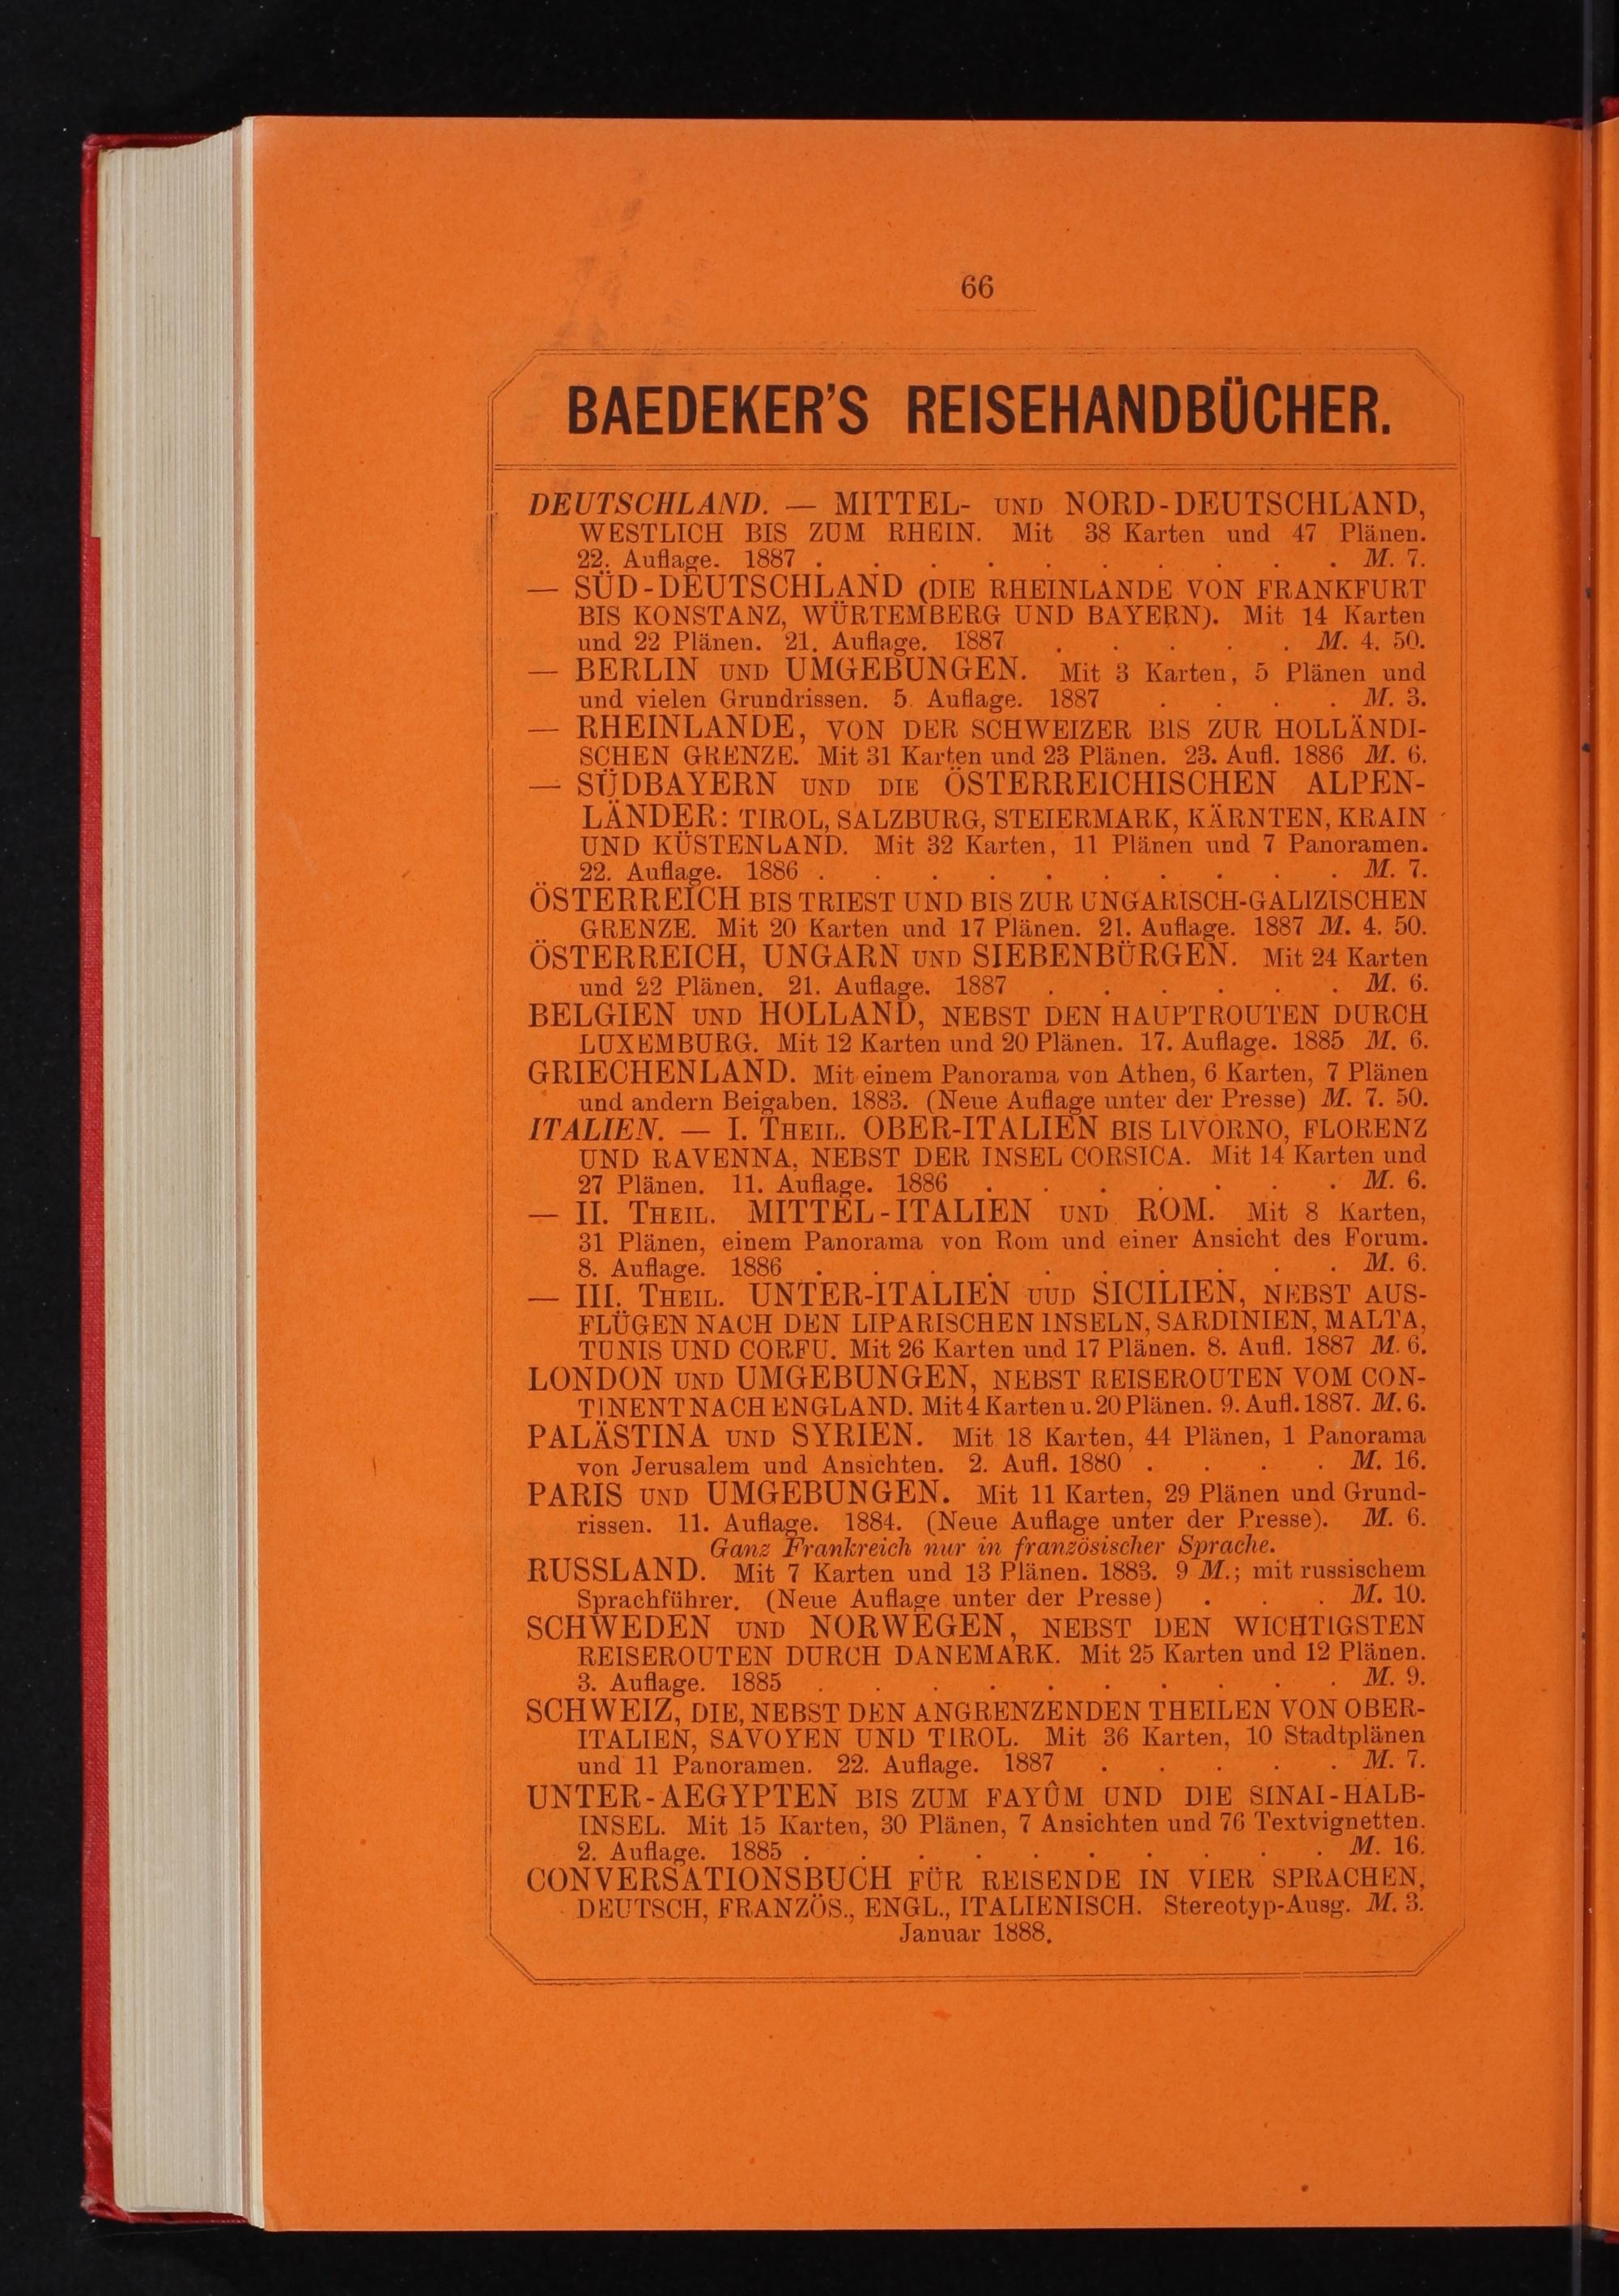 66
BAEDEKER'S REISEHANDBÜCHER.
DEUTSCHLAND. — MITTEL- UND NORD-DEUTSCHLAND,
WESTLICH BIS ZUM RHEIN. Mit 38 Karten und 47 Plänen.
22. Auflage. 1887 . . . . . . . . . . M. 7.
— SÜD-DEUTSCHLAND (DIE RHEINLANDE VON FRANKFURT
BIS KONSTANZ, WÜRTEMBERG UND BAYERN). Mit 14 Karten
und 22 Plänen. 21. Auflage. 1887 . . . . . M. 4. 50.
— BERLIN UND UMGEBUNGEN. Mit 3 Karten, 5 Plänen und
und vielen Grundrissen. 5. Auflage. 1887 . . . . M. 3.
— RHEINLANDE, VON DER SCHWEIZER BIS ZUR HOLLÄNDI-
SCHEN GRENZE. Mit 31 Karten und 23 Plänen. 23. Aufl. 1886 M. 6.
— SÜDBAYERN UND DIE ÖSTERREICHISCHEN ALPEN-
LÄNDER: TIROL, SALZBURG, STEIERMARK, KÄRNTEN, KRAIN
UND KÜSTENLAND. Mit 32 Karten, 11 Plänen und 7 Panoramen.
22. Auflage. 1886 . . . . . . . . . . M. 7.
ÖSTERREICH BIS TRIEST UND BIS ZUR UNGARISCH-GALIZISCHEN
GRENZE. Mit 20 Karten und 17 Plänen. 21. Auflage. 1887 M. 4. 50.
ÖSTERREICH, UNGARN UND SIEBENBÜRGEN. Mit 24 Karten
und 22 Plänen. 21. Auflage. 1887 . . . . . . M. 6.
BELGIEN UND HOLLAND, NEBST DEN HAUPTROUTEN DURCH
LUXEMBURG. Mit 12 Karten und 20 Plänen. 17. Auflage. 1885 M. 6.
GRIECHENLAND. Mit einem Panorama von Athen, 6 Karten, 7 Plänen
und andern Beigaben. 1883. (Neue Auflage unter der Presse) M. 7. 50.
ITALIEN. — I. THEIL. OBER-ITALIEN BIS LIVORNO, FLORENZ
UND RAVENNA, NEBST DER INSEL CORSICA. Mit 14 Karten und
27 Plänen. 11. Auflage. 1886 . . . . . . . M. 6.
— II. THEIL. MITTEL-ITALIEN UND ROM. Mit 8 Karten,
31 Plänen, einem Panorama von Rom und einer Ansicht des Forum.
8. Auflage. 1886 . . . . . . . . . . M. 6.
— III. THEIL. UNTER-ITALIEN UUD SICILIEN, NEBST AUS-
FLÜGEN NACH DEN LIPARISCHEN INSELN, SARDINIEN, MALTA,
TUNIS UND CORFU. Mit 26 Karten und 17 Plänen. 8. Aufl. 1887 M. 6.
LONDON UND UMGEBUNGEN, NEBST REISEROUTEN VOM CON-
TINENT NACH ENGLAND. Mit 4 Karten u. 20 Plänen. 9. Aufl. 1887. M. 6.
PALÄSTINA UND SYRIEN. Mit 18 Karten, 44 Plänen, 1 Panorama
von Jerusalem und Ansichten. 2. Aufl. 1880 . . . . M. 16.
PARIS UND UMGEBUNGEN. Mit 11 Karten, 29 Plänen und Grund-
rissen. 11. Auflage. 1884. (Neue Auflage unter der Presse). M. 6.
Ganz Frankreich nur in französischer Sprache.
RUSSLAND. Mit 7 Karten und 13 Plänen. 1883. 9 M.; mit russischem
Sprachführer. (Neue Auflage unter der Presse) . . . M. 10.
SCHWEDEN UND NORWEGEN, NEBST DEN WICHTIGSTEN
REISEROUTEN DURCH DANEMARK. Mit 25 Karten und 12 Plänen.
3. Auflage. 1885 . . . . . . . . . . M. 9.
SCHWEIZ, DIE, NEBST DEN ANGRENZENDEN THEILEN VON OBER-
ITALIEN, SAVOYEN UND TIROL. Mit 36 Karten, 10 Stadtplänen
und 11 Panoramen. 22. Auflage. 1887 . . . . . M. 7.
UNTER-AEGYPTEN BIS ZUM FAYÛM UND DIE SINAI-HALB-
INSEL. Mit 15 Karten, 30 Plänen, 7 Ansichten und 76 Textvignetten.
2. Auflage. 1885 . . . . . . . . . . M. 16.
CONVERSATIONSBUCH FÜR REISENDE IN VIER SPRACHEN,
DEUTSCH, FRANZÖS., ENGL., ITALIENISCH. Stereotyp-Ausg. M. 3.
Januar 1888.